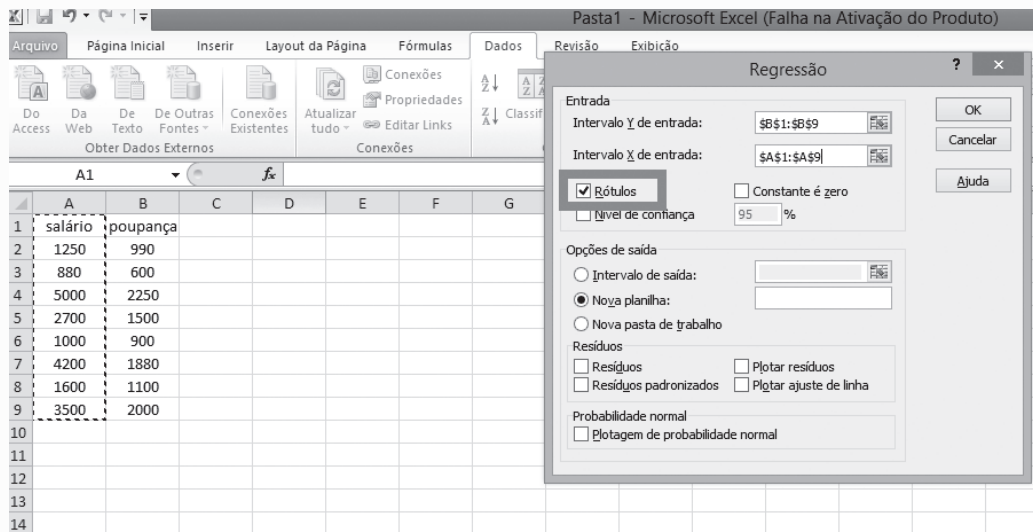 Pasta1 - Microsoft Excel (Falha na Ativação do Produto)
Arquivo Página Inicial Inserir Layout da Página Fórmulas Dados Revisão Exibição
Do Access
Da Web
De Texto
De Outras Fontes
Conexões Existentes
Obter Dados Externos
Atualizar tudo
Conexões
Propriedades
Editar Links
Conexões
A Z
Z A
A Z
Z A
Classif
A1 fx
A B C D E F G
1 salário poupança
2 1250 990
3 880 600
4 5000 2250
5 2700 1500
6 1000 900
7 4200 1880
8 1600 1100
9 3500 2000
10
11
12
13
14
Regressão ? ×
Entrada
Intervalo Y de entrada: $B$1:$B$9
Intervalo X de entrada: $A$1:$A$9
Rótulos Constante é zero
Nível de confiança 95 %
Opções de saída
Intervalo de saída:
Nova planilha:
Nova pasta de trabalho
Resíduos
Resíduos Plotar resíduos
Resíduos padronizados Plotar ajuste de linha
Probabilidade normal
Plotagem de probabilidade normal
OK
Cancelar
Ajuda